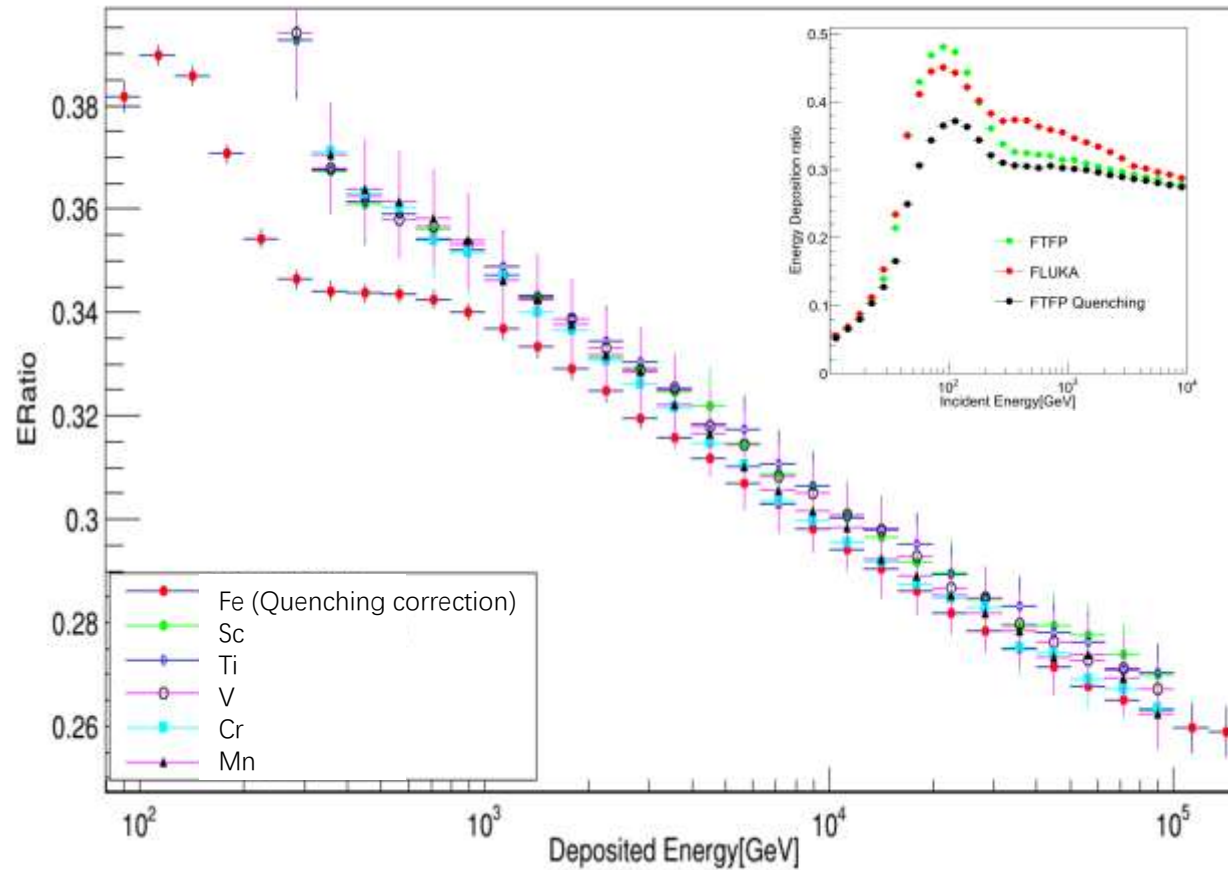 ERatio
0.38
0.36
0.34
0.32
0.3
0.28
0.26
10²
10³
10⁴
10⁵
Deposited Energy[GeV]
Fe (Quenching correction)
Sc
Ti
V
Cr
Mn
Energy Deposition ratio
0.5
0.4
0.3
0.2
0.1
0
10²
10³
10⁴
Incident Energy[GeV]
FTFP
FLUKA
FTFP Quenching